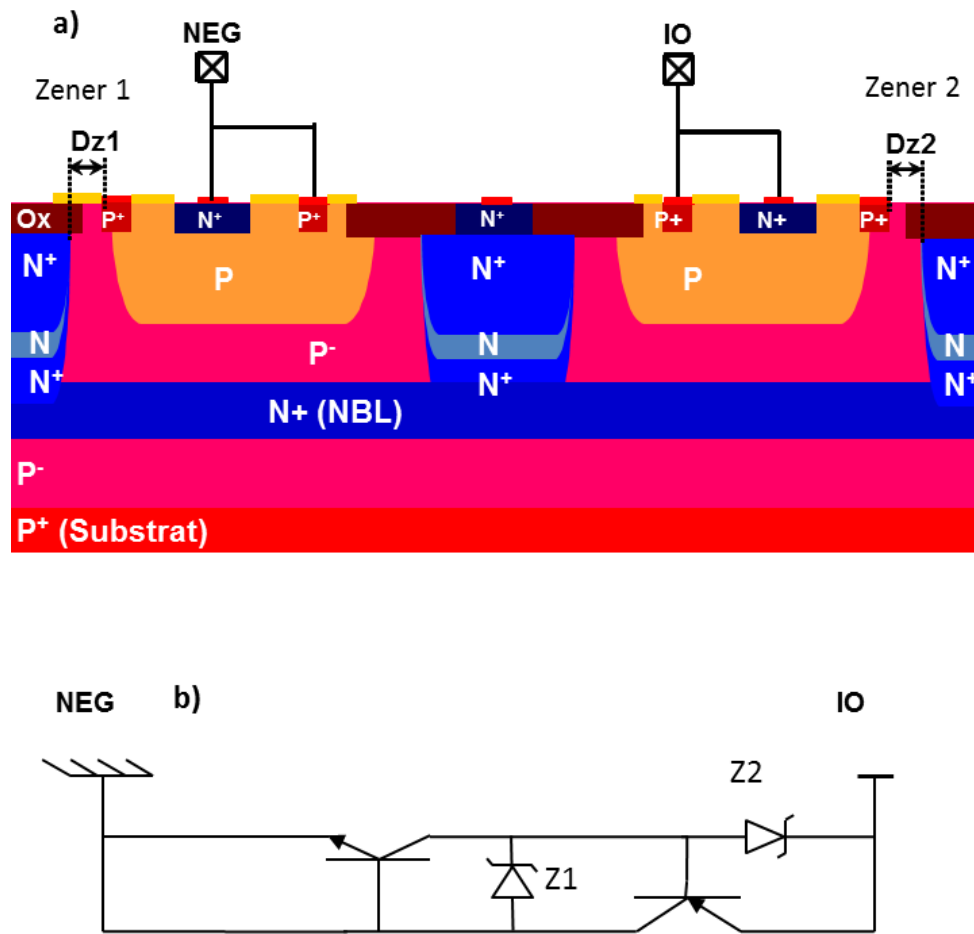 a)
NEG
IO
Zener 1
Zener 2
Dz1
Dz2
Ox P⁺ N⁺ P⁺ N⁺ P+ N+ P+
N⁺ P N⁺ P N⁺
N P⁻ N N
N⁺ N⁺ N⁺
N+ (NBL)
P⁻
P⁺ (Substrat)
NEG b) IO
Z2
Z1